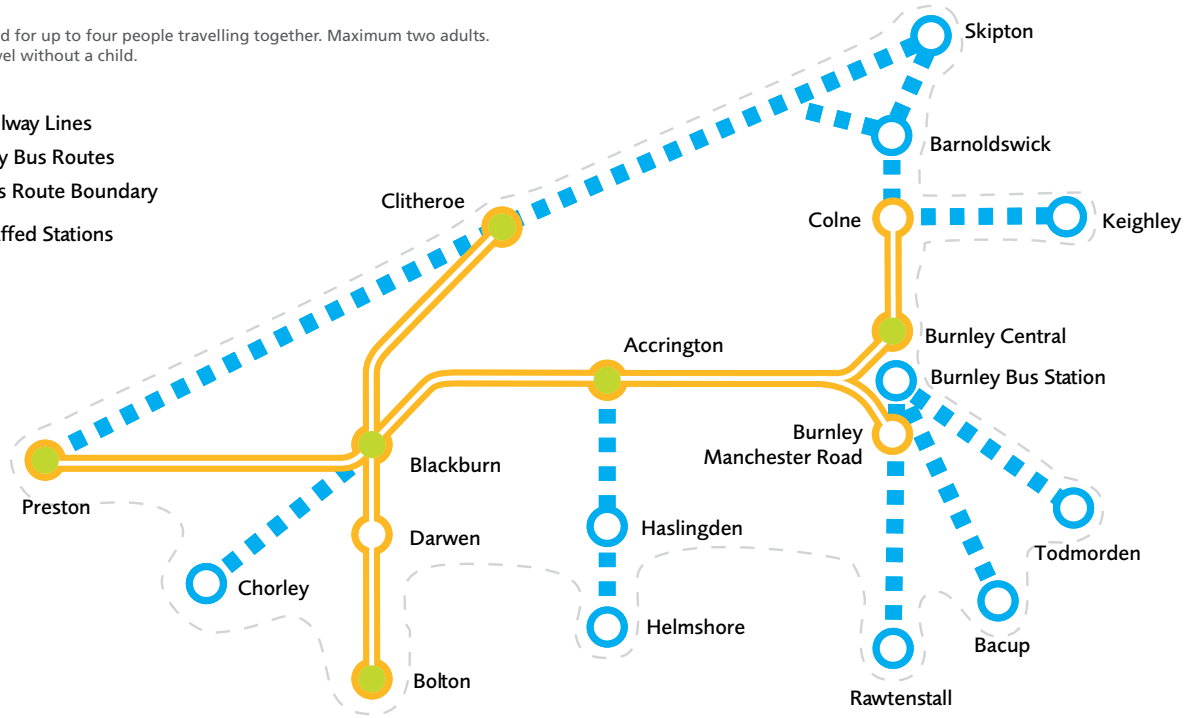 d for up to four people travelling together. Maximum two adults.
vel without a child.
lway Lines
y Bus Routes
s Route Boundary
ffed Stations
Skipton
Barnoldswick
Clitheroe
Colne
Keighley
Burnley Central
Accrington
Burnley Bus Station
Burnley
Manchester Road
Blackburn
Preston
Darwen
Haslingden
Todmorden
Chorley
Helmshore
Bacup
Bolton
Rawtenstall